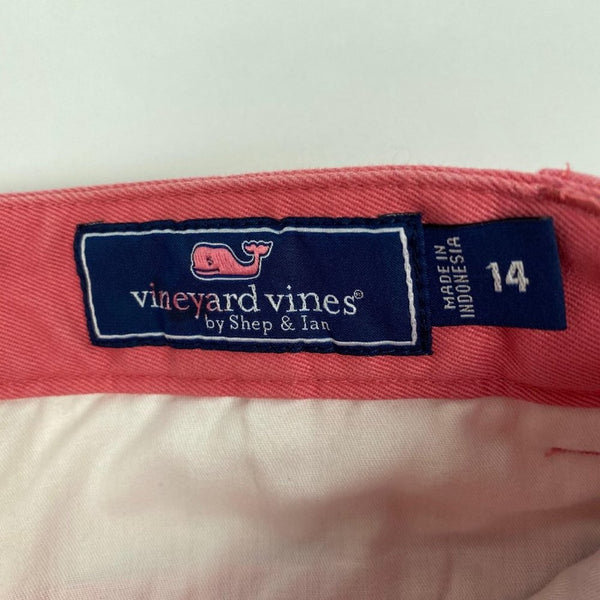 vineyard vines®
by Shep & Ian
MADE IN
INDONESIA
14